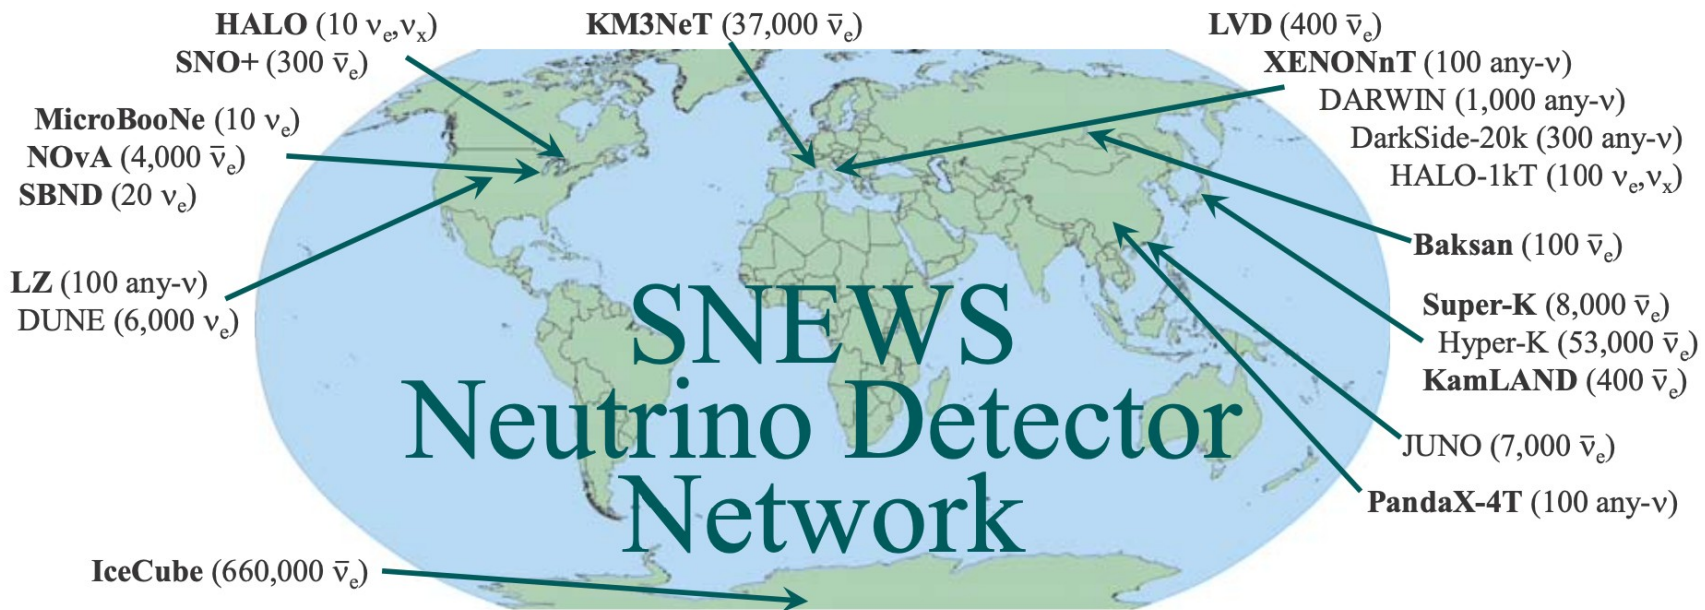 HALO (10 νₑ,νₓ)
SNO+ (300 ν̅ₑ)
MicroBooNe (10 νₑ)
NOvA (4,000 ν̅ₑ)
SBND (20 νₑ)
LZ (100 any-ν)
DUNE (6,000 νₑ)
IceCube (660,000 ν̅ₑ)
KM3NeT (37,000 ν̅ₑ)
SNEWS
Neutrino Detector
Network
LVD (400 ν̅ₑ)
XENONnT (100 any-ν)
DARWIN (1,000 any-ν)
DarkSide-20k (300 any-ν)
HALO-1kT (100 νₑ,νₓ)
Baksan (100 ν̅ₑ)
Super-K (8,000 ν̅ₑ)
Hyper-K (53,000 ν̅ₑ)
KamLAND (400 ν̅ₑ)
JUNO (7,000 ν̅ₑ)
PandaX-4T (100 any-ν)